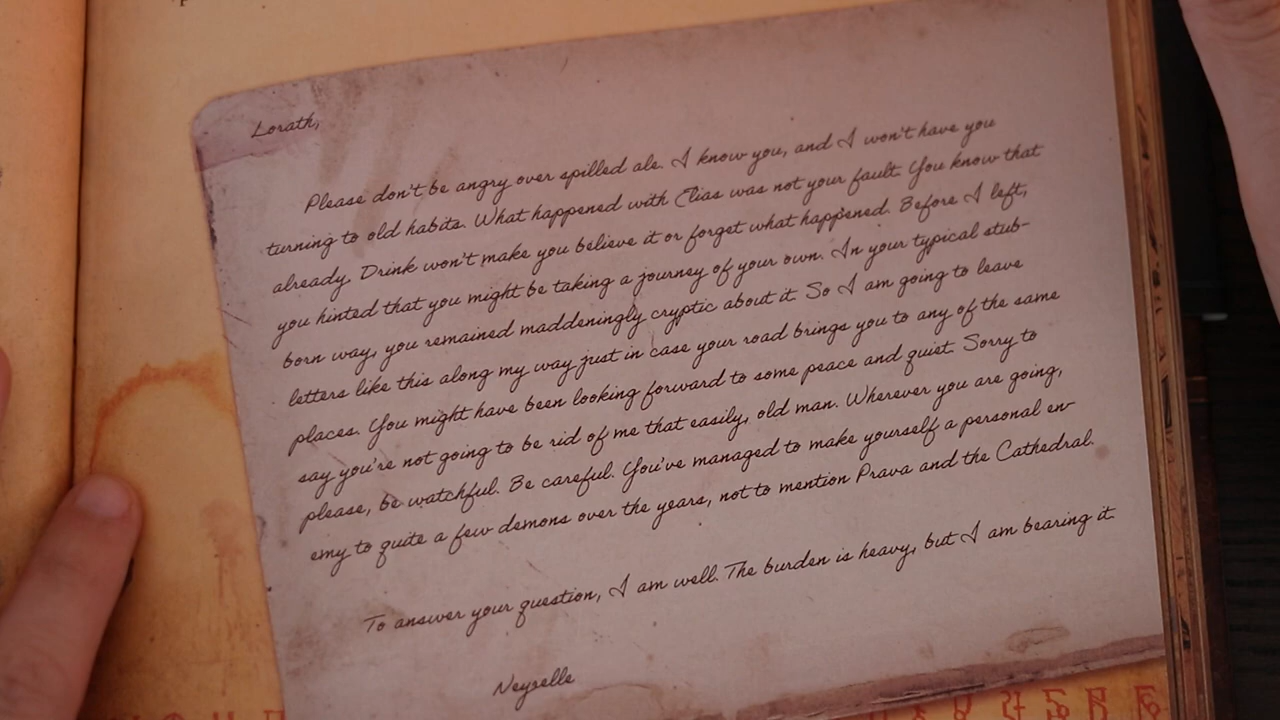 Lorath,
Please don't be angry over spilled ale. I know you, and I won't have you
turning to old habits. What happened with Elias was not your fault. You know that
already. Drink won't make you believe it or forget what happened. Before I left,
you hinted that you might be taking a journey of your own. In your typical stub-
born way, you remained maddeningly cryptic about it. So I am going to leave
letters like this along my way just in case your road brings you to any of the same
places. You might have been looking forward to some peace and quiet. Sorry to
say you're not going to be rid of me that easily, old man. Wherever you are going,
please, be watchful. Be careful. You've managed to make yourself a personal en-
emy to quite a few demons over the years, not to mention Prava and the Cathedral.
To answer your question, I am well. The burden is heavy, but I am bearing it.
Neyrelle